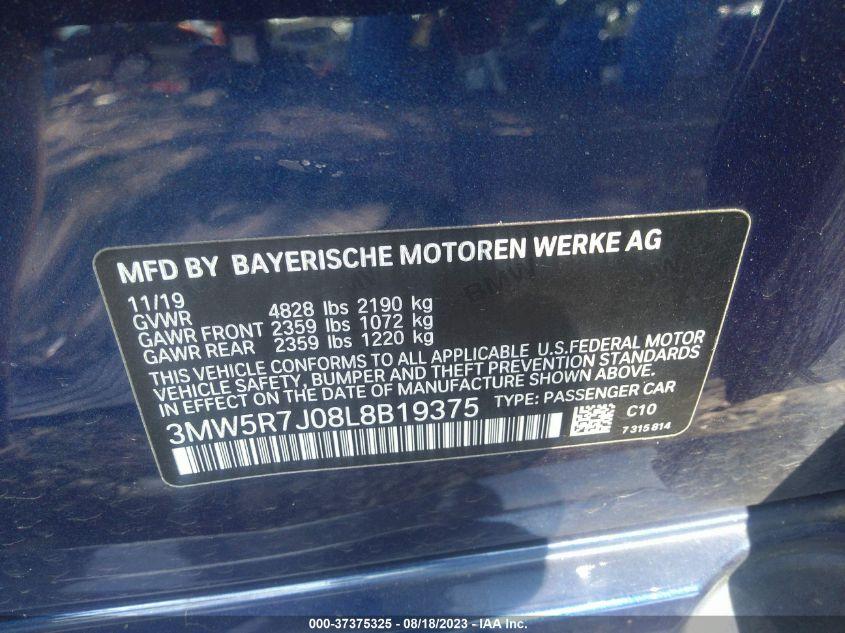 MFD BY BAYERISCHE MOTOREN WERKE AG
11/19
GVWR 4828 lbs 2190 kg
GAWR FRONT 2359 lbs 1072 kg
GAWR REAR 2359 lbs 1220 kg
THIS VEHICLE CONFORMS TO ALL APPLICABLE U.S.FEDERAL MOTOR
VEHICLE SAFETY, BUMPER AND THEFT PREVENTION STANDARDS
IN EFFECT ON THE DATE OF MANUFACTURE SHOWN ABOVE.
3MW5R7J08L8B19375 TYPE: PASSENGER CAR
C10
7 315 814
000-37375325 - 08/18/2023 - IAA Inc.